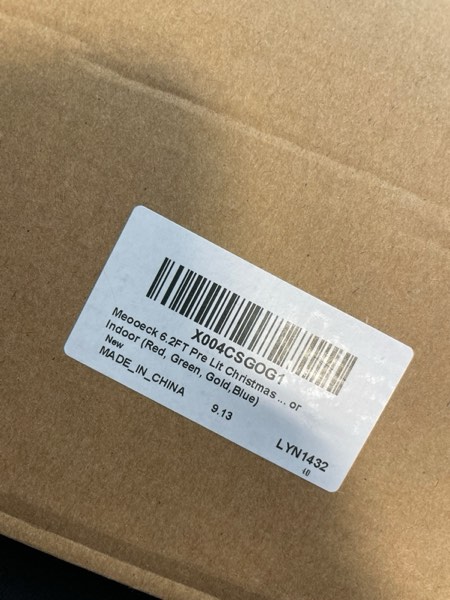 X004CSGOG1
Meooeck 6.2FT Pre Lit Christmas ... or
Indoor (Red, Green, Gold,Blue)
New
MADE_IN_CHINA
9.13
LYN1432